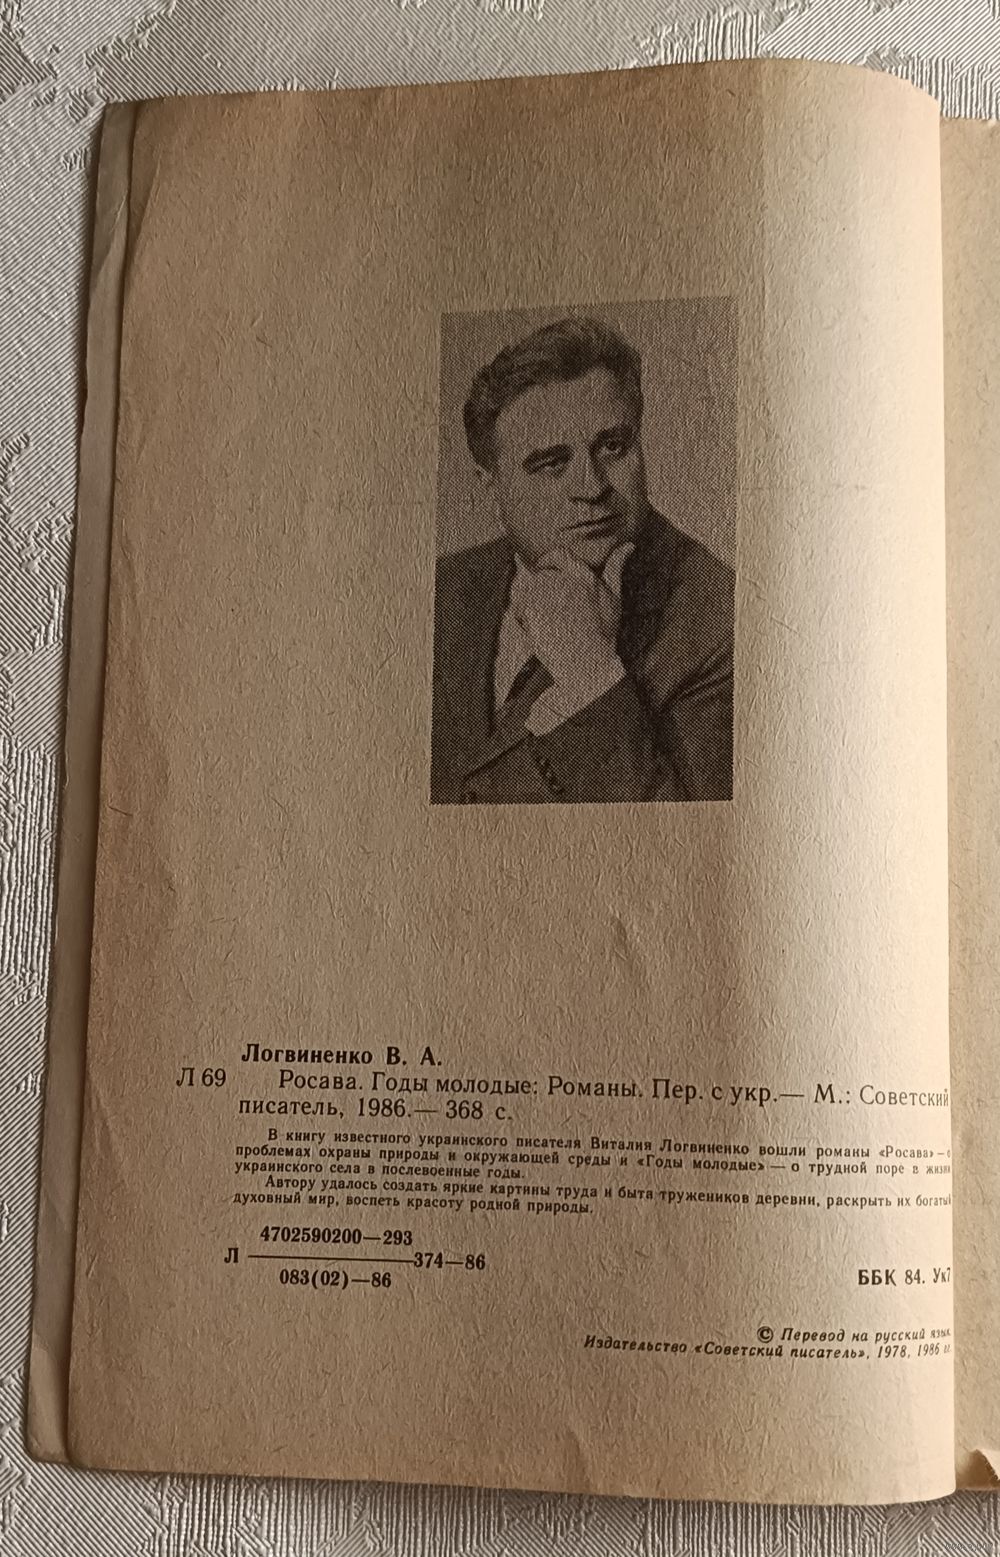 Логвиненко В. А.
Л 69 Росава. Годы молодые: Романы. Пер. с укр.— М.: Советский
писатель, 1986.— 368 с.
В книгу известного украинского писателя Виталия Логвиненко вошли романы «Росава» — о
проблемах охраны природы и окружающей среды и «Годы молодые» — о трудной поре в жизни
украинского села в послевоенные годы.
Автору удалось создать яркие картины труда и быта тружеников деревни, раскрыть их богатый
духовный мир, воспеть красоту родной природы.
4702590200—293
Л 374—86
083(02)—86
ББК 84. Ук7
© Перевод на русский язык
Издательство «Советский писатель», 1978, 1986 гг.